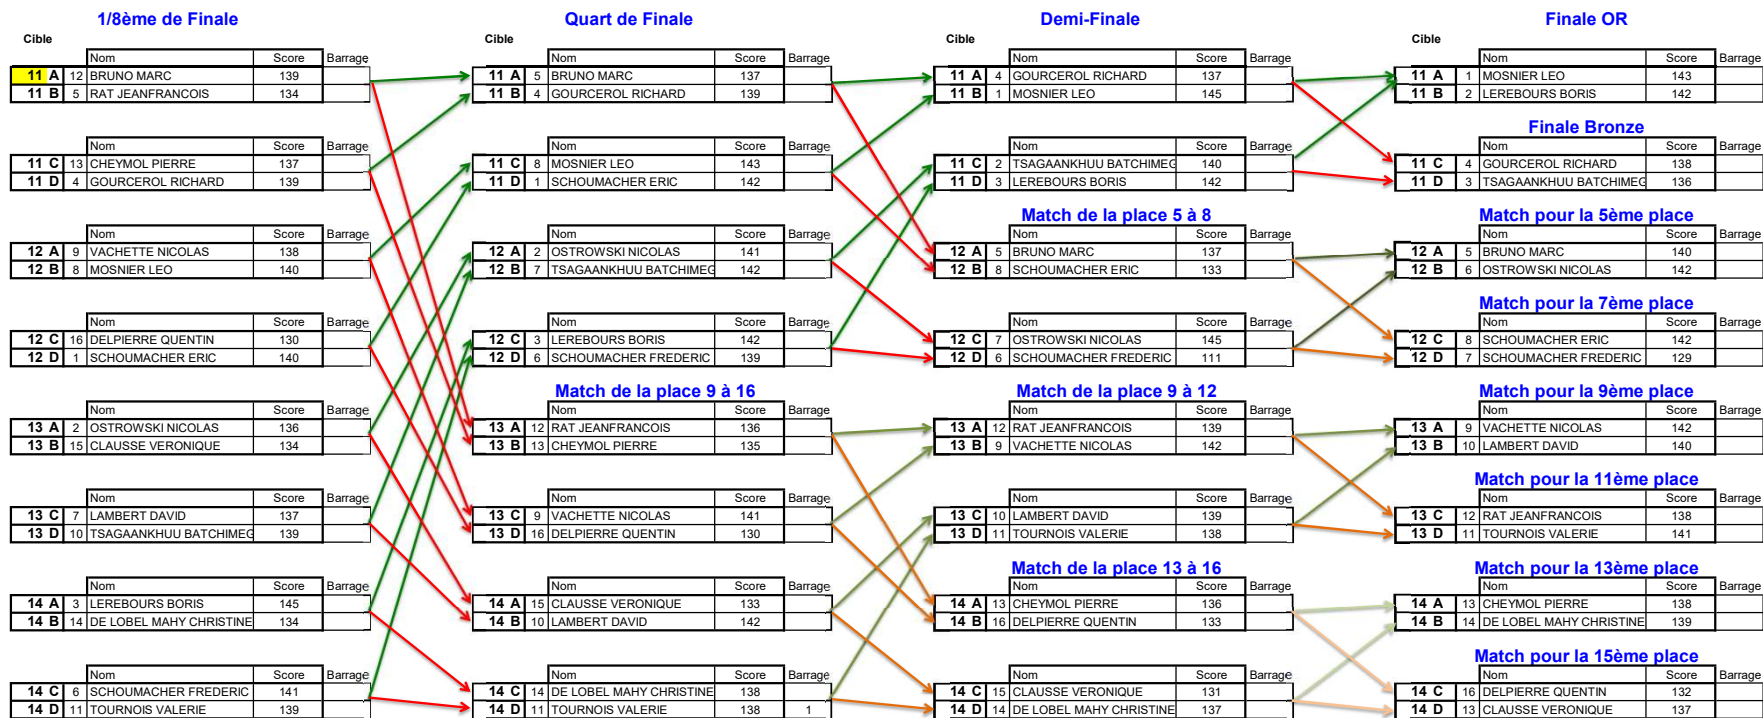 1/8ème de Finale Quart de Finale Demi-Finale Finale OR
Cible Cible Cible Cible
Nom Score Barrage Nom Score Barrage Nom Score Barrage Nom Score Barrage
11 A 12 BRUNO MARC 139 11 A 5 BRUNO MARC 137 11 A 4 GOURCEROL RICHARD 137 11 A 1 MOSNIER LEO 143
11 B 5 RAT JEANFRANCOIS 134 11 B 4 GOURCEROL RICHARD 139 11 B 1 MOSNIER LEO 145 11 B 2 LEREBOURS BORIS 142
Finale Bronze
Nom Score Barrage Nom Score Barrage Nom Score Barrage Nom Score Barrage
11 C 13 CHEYMOL PIERRE 137 11 C 8 MOSNIER LEO 143 11 C 2 TSAGAANKHUU BATCHIMEG 140 11 C 4 GOURCEROL RICHARD 138
11 D 4 GOURCEROL RICHARD 139 11 D 1 SCHOUMACHER ERIC 142 11 D 3 LEREBOURS BORIS 142 11 D 3 TSAGAANKHUU BATCHIMEG 136
Match de la place 5 à 8 Match pour la 5ème place
Nom Score Barrage Nom Score Barrage Nom Score Barrage Nom Score Barrage
12 A 9 VACHETTE NICOLAS 138 12 A 2 OSTROWSKI NICOLAS 141 12 A 5 BRUNO MARC 137 12 A 5 BRUNO MARC 140
12 B 8 MOSNIER LEO 140 12 B 7 TSAGAANKHUU BATCHIMEG 142 12 B 8 SCHOUMACHER ERIC 133 12 B 6 OSTROWSKI NICOLAS 142
Match pour la 7ème place
Nom Score Barrage Nom Score Barrage Nom Score Barrage Nom Score Barrage
12 C 16 DELPIERRE QUENTIN 130 12 C 3 LEREBOURS BORIS 142 12 C 7 OSTROWSKI NICOLAS 145 12 C 8 SCHOUMACHER ERIC 142
12 D 1 SCHOUMACHER ERIC 140 12 D 6 SCHOUMACHER FREDERIC 139 12 D 6 SCHOUMACHER FREDERIC 111 12 D 7 SCHOUMACHER FREDERIC 129
Match de la place 9 à 16 Match de la place 9 à 12 Match pour la 9ème place
Nom Score Barrage Nom Score Barrage Nom Score Barrage Nom Score Barrage
13 A 2 OSTROWSKI NICOLAS 136 13 A 12 RAT JEANFRANCOIS 136 13 A 12 RAT JEANFRANCOIS 139 13 A 9 VACHETTE NICOLAS 142
13 B 15 CLAUSSE VERONIQUE 134 13 B 13 CHEYMOL PIERRE 135 13 B 9 VACHETTE NICOLAS 142 13 B 10 LAMBERT DAVID 140
Match pour la 11ème place
Nom Score Barrage Nom Score Barrage Nom Score Barrage Nom Score Barrage
13 C 7 LAMBERT DAVID 137 13 C 9 VACHETTE NICOLAS 141 13 C 10 LAMBERT DAVID 139 13 C 12 RAT JEANFRANCOIS 138
13 D 10 TSAGAANKHUU BATCHIMEG 139 13 D 16 DELPIERRE QUENTIN 130 13 D 11 TOURNOIS VALERIE 138 13 D 11 TOURNOIS VALERIE 141
Match de la place 13 à 16 Match pour la 13ème place
Nom Score Barrage Nom Score Barrage Nom Score Barrage Nom Score Barrage
14 A 3 LEREBOURS BORIS 145 14 A 15 CLAUSSE VERONIQUE 133 14 A 13 CHEYMOL PIERRE 136 14 A 13 CHEYMOL PIERRE 138
14 B 14 DE LOBEL MAHY CHRISTINE 134 14 B 10 LAMBERT DAVID 142 14 B 16 DELPIERRE QUENTIN 133 14 B 14 DE LOBEL MAHY CHRISTINE 139
Match pour la 15ème place
Nom Score Barrage Nom Score Barrage Nom Score Barrage Nom Score Barrage
14 C 6 SCHOUMACHER FREDERIC 141 14 C 14 DE LOBEL MAHY CHRISTINE 138 14 C 15 CLAUSSE VERONIQUE 131 14 C 16 DELPIERRE QUENTIN 132
14 D 11 TOURNOIS VALERIE 139 14 D 11 TOURNOIS VALERIE 138 1 14 D 14 DE LOBEL MAHY CHRISTINE 137 14 D 13 CLAUSSE VERONIQUE 137